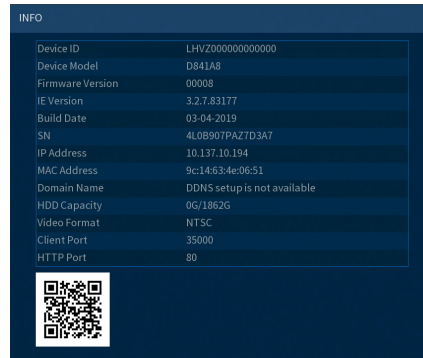 INFO
Device ID LHVZ000000000000
Device Model D841A8
Firmware Version 00008
IE Version 3.2.7.83177
Build Date 03-04-2019
SN 4L0B907PAZ7D3A7
IP Address 10.137.10.194
MAC Address 9c:14:63:4e:06:51
Domain Name DDNS setup is not available
HDD Capacity 0G/1862G
Video Format NTSC
Client Port 35000
HTTP Port 80